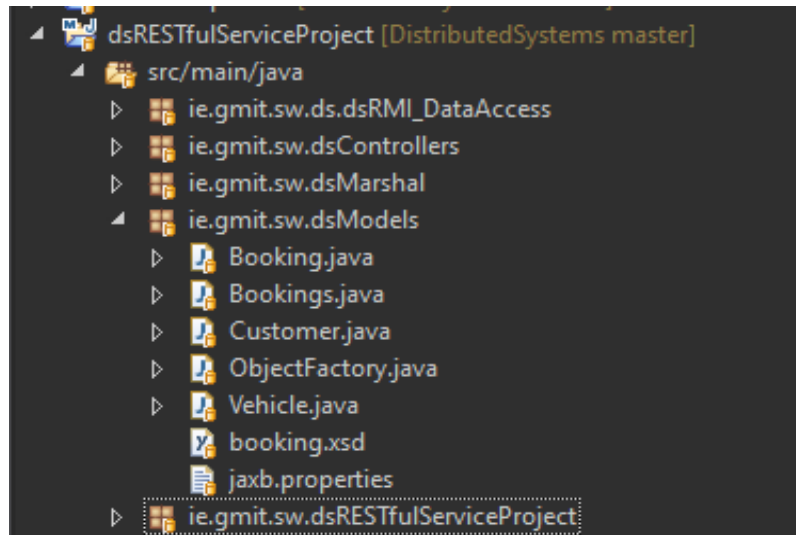 dsRESTfulServiceProject [DistributedSystems master]
src/main/java
ie.gmit.sw.ds.dsRMI_DataAccess
ie.gmit.sw.dsControllers
ie.gmit.sw.dsMarshal
ie.gmit.sw.dsModels
Booking.java
Bookings.java
Customer.java
ObjectFactory.java
Vehicle.java
booking.xsd
jaxb.properties
ie.gmit.sw.dsRESTfulServiceProject